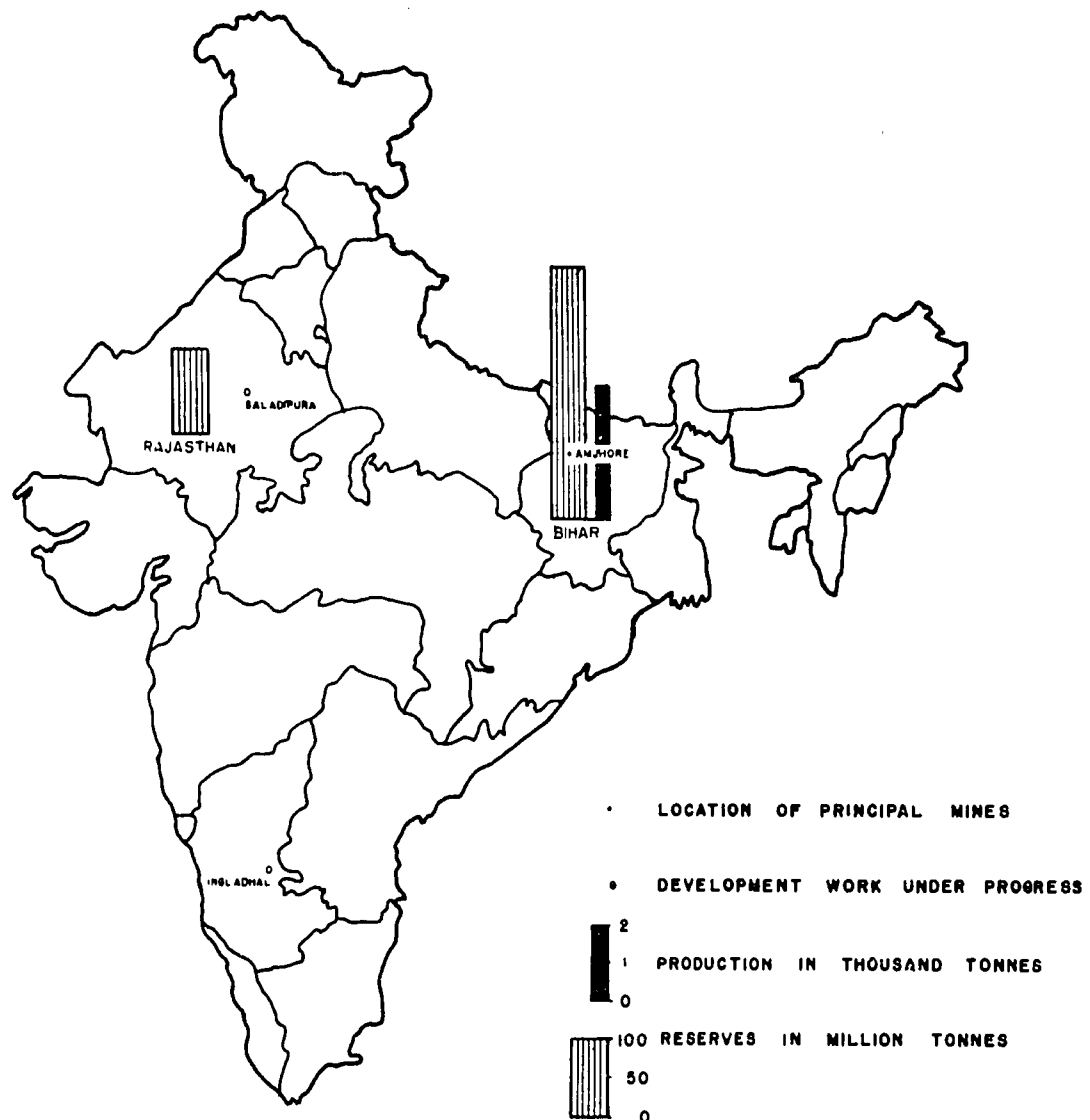 SALADIPURA
RAJASTHAN
AMJHORE
BIHAR
INGLADHAL
LOCATION OF PRINCIPAL MINES
DEVELOPMENT WORK UNDER PROGRESS
2
1 PRODUCTION IN THOUSAND TONNES
0
100 RESERVES IN MILLION TONNES
50
0